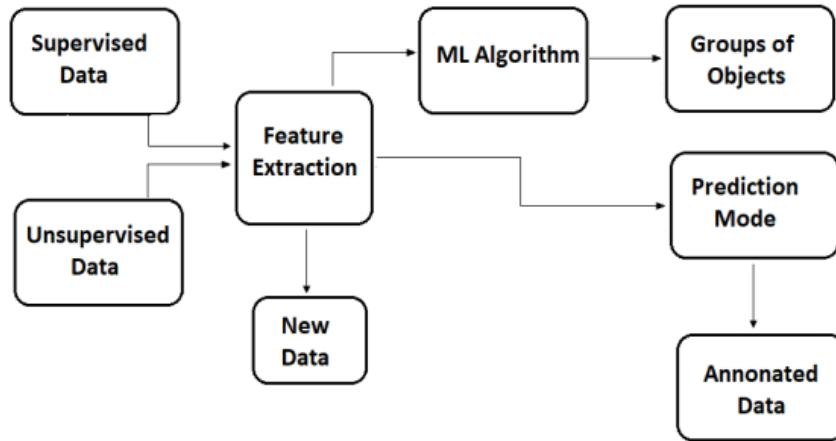 Supervised
Data
ML Algorithm
Groups of
Objects
Feature
Extraction
Unsupervised
Data
Prediction
Mode
New
Data
Annonated
Data